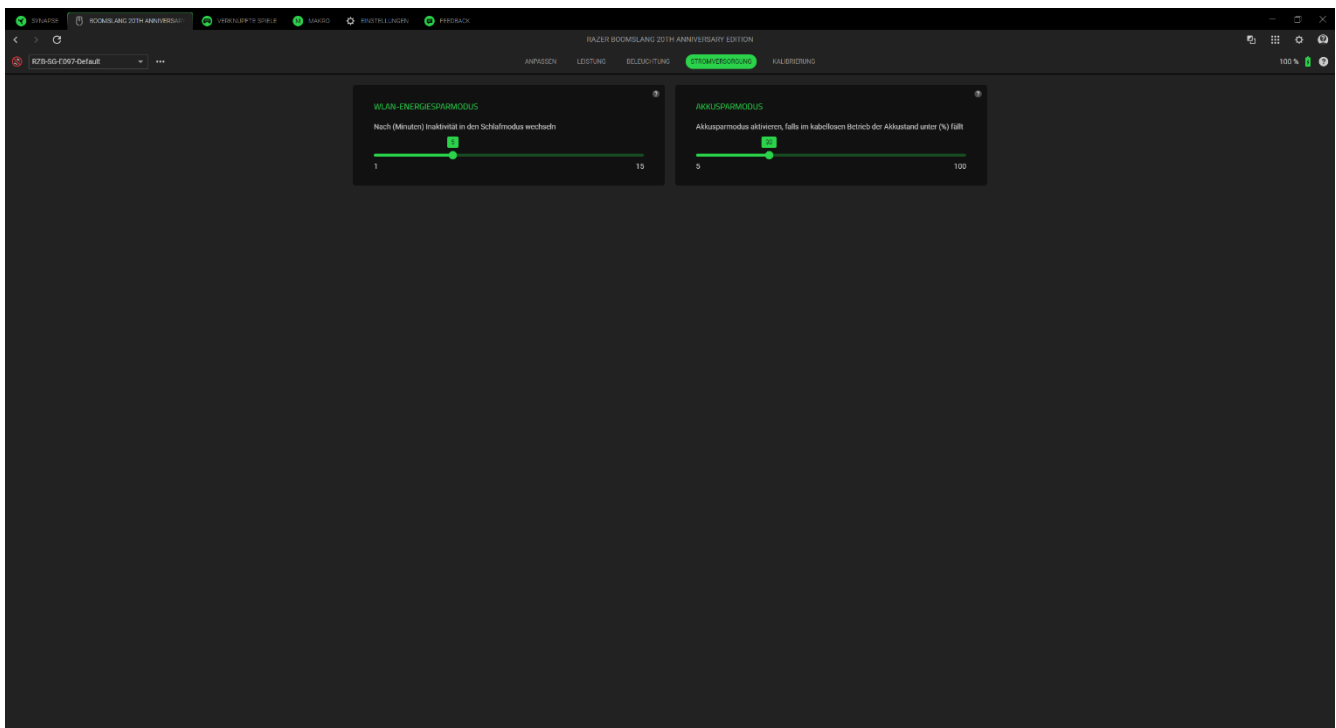 SYNAPSE
BOOMSLANG 20TH ANNIVERSARY
VERKNÜPFTE SPIELE
MAKRO
EINSTELLUNGEN
FEEDBACK
RAZER BOOMSLANG 20TH ANNIVERSARY EDITION
RZB-SG-F097-Default
ANPASSEN
LEISTUNG
BELEUCHTUNG
STROMVERSORGUNG
KALIBRIERUNG
100 %
WLAN-ENERGIESPARMODUS
Nach (Minuten) Inaktivität in den Schlafmodus wechseln
1
15
AKKUSPARMODUS
Akkusparmodus aktivieren, falls im kabellosen Betrieb der Akkustand unter (%) fällt
5
100